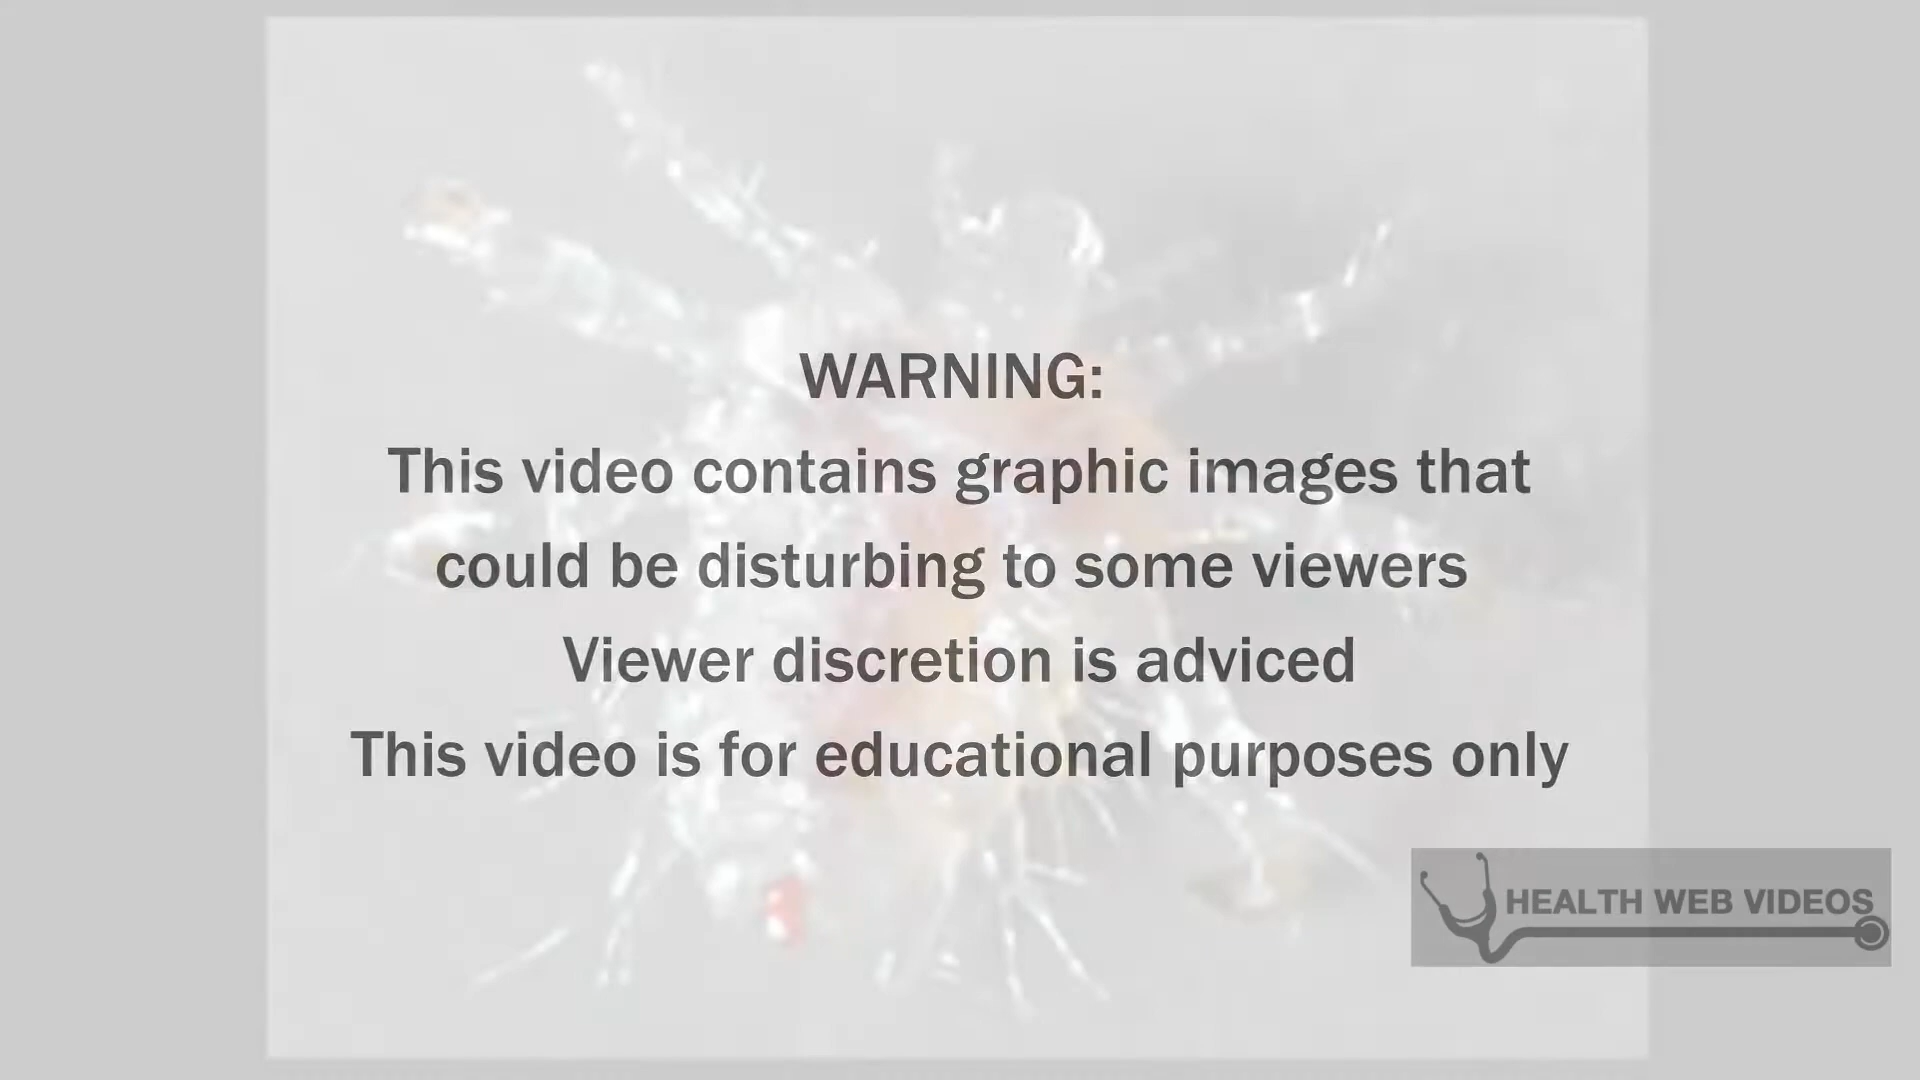 WARNING:
This video contains graphic images that
could be disturbing to some viewers
Viewer discretion is adviced
This video is for educational purposes only
HEALTH WEB VIDEOS